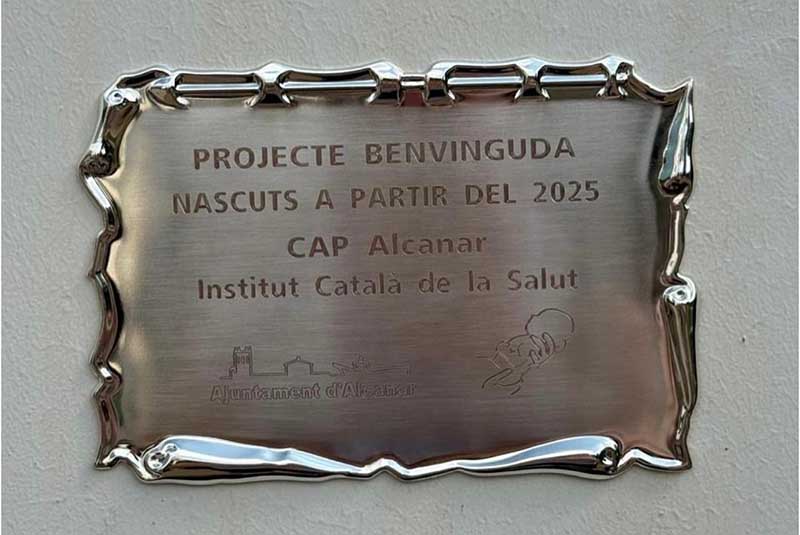 PROJECTE BENVINGUDA
NASCUTS A PARTIR DEL 2025
CAP Alcanar
Institut Català de la Salut
Ajuntament d'Alcanar